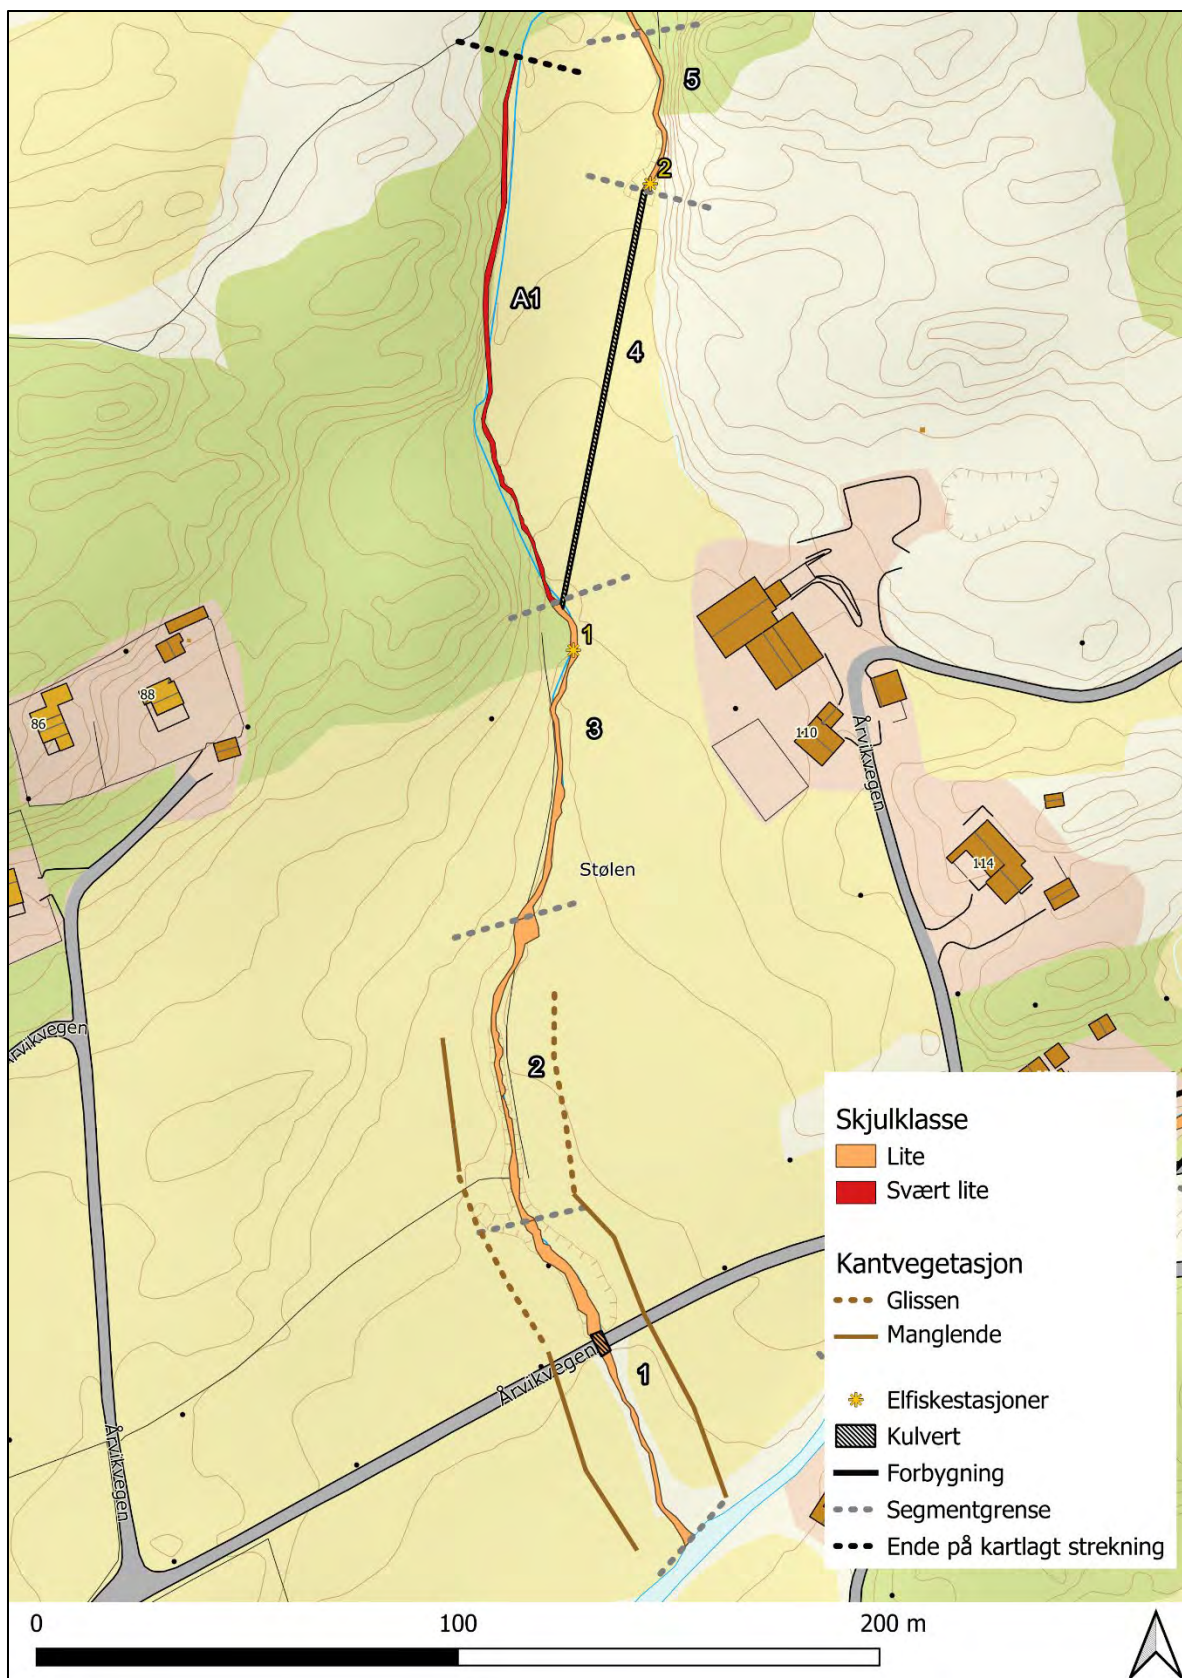 5
2
A1
4
1
3
88
86
110
Årvikvegen
Stølen
114
Årvikvegen
2
Skjulklasse
Lite
Svært lite
Kantvegetasjon
Glissen
Manglende
Årvikvegen
1
Elfiskestasjoner
Årvikvegen
Kulvert
Forbygning
Segmentgrense
Ende på kartlagt strekning
0 100 200 m